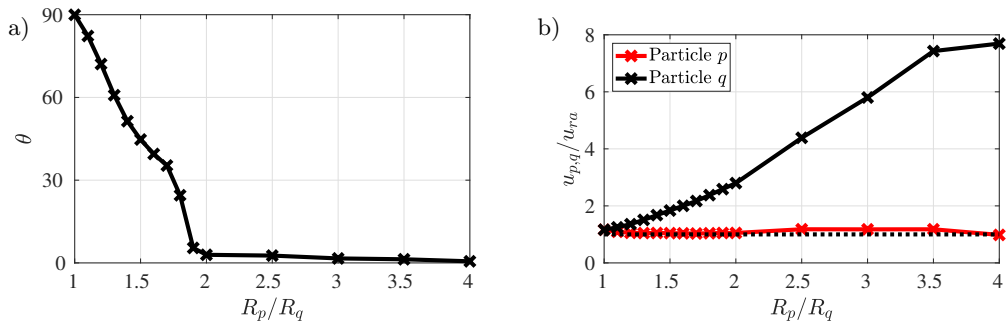 a)
90
60
30
0
θ
1 1.5 2 2.5 3 3.5 4
R_p/R_q
b)
8
6
4
2
0
u_{p,q}/u_{ra}
Particle p
Particle q
1 1.5 2 2.5 3 3.5 4
R_p/R_q